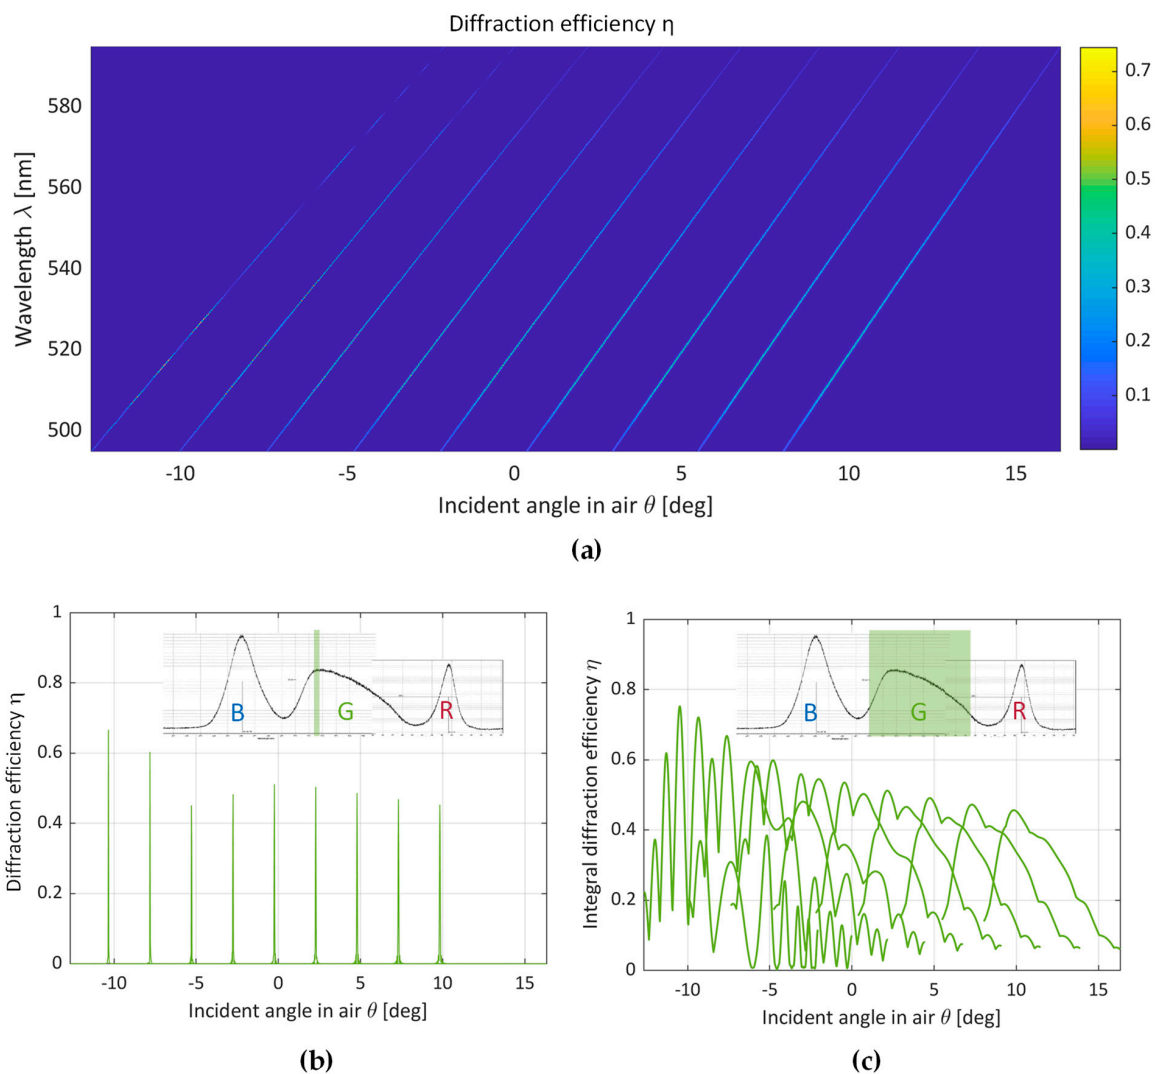 Diffraction efficiency η
580
560
540
520
500
Wavelength λ [nm]
-10
-5
0
5
10
15
Incident angle in air θ [deg]
0.7
0.6
0.5
0.4
0.3
0.2
0.1
(a)
1
0.8
0.6
0.4
0.2
0
Diffraction efficiency η
B
G
R
-10
-5
0
5
10
15
Incident angle in air θ [deg]
(b)
1
0.8
0.6
0.4
0.2
0
Integral diffraction efficiency η
B
G
R
-10
-5
0
5
10
15
Incident angle in air θ [deg]
(c)